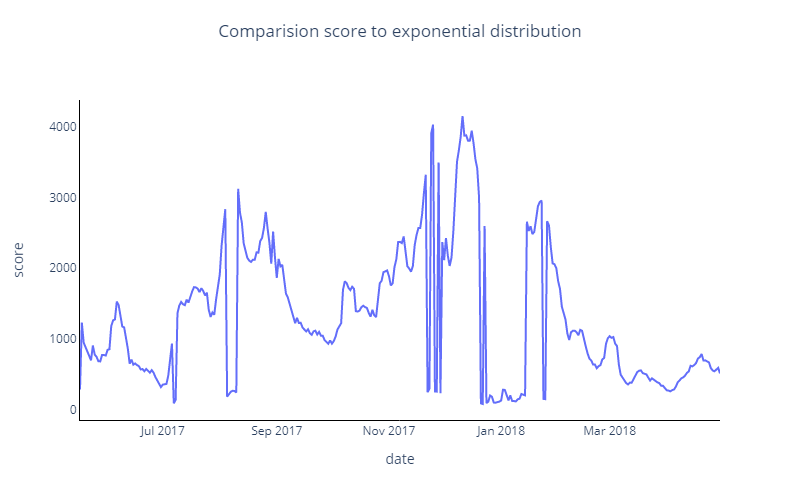 Comparision score to exponential distribution
score
4000
3000
2000
1000
0
Jul 2017 Sep 2017 Nov 2017 Jan 2018 Mar 2018
date